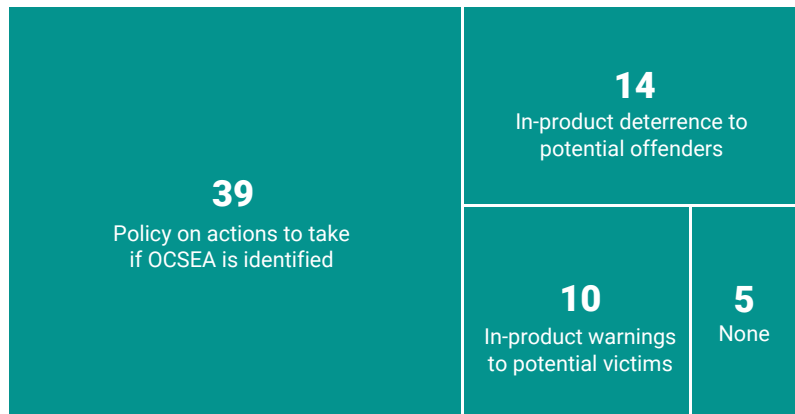 39
Policy on actions to take
if OCSEA is identified
14
In-product deterrence to
potential offenders
10
In-product warnings
to potential victims
5
None